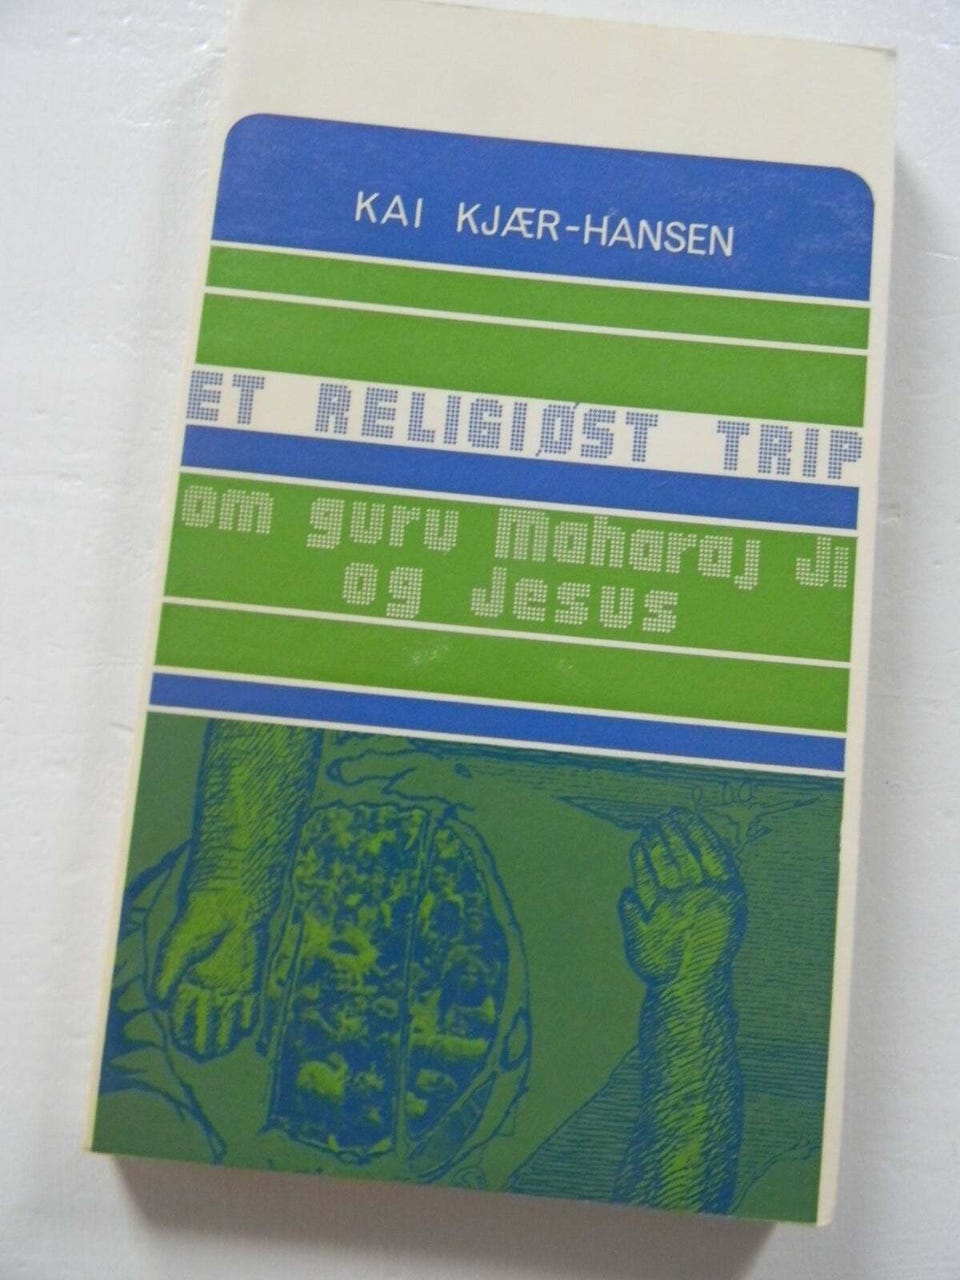 KAI KJÆR-HANSEN
ET RELIGIØST TRIP
om guru Maharaj Ji
og Jesus